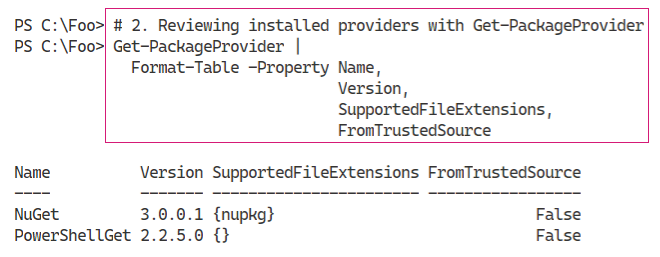 PS C:\Foo> # 2. Reviewing installed providers with Get-PackageProvider
PS C:\Foo> Get-PackageProvider |
Format-Table -Property Name,
Version,
SupportedFileExtensions,
FromTrustedSource
Name Version SupportedFileExtensions FromTrustedSource
---- ------- ----------------------- -----------------
NuGet 3.0.0.1 {nupkg} False
PowerShellGet 2.2.5.0 {} False